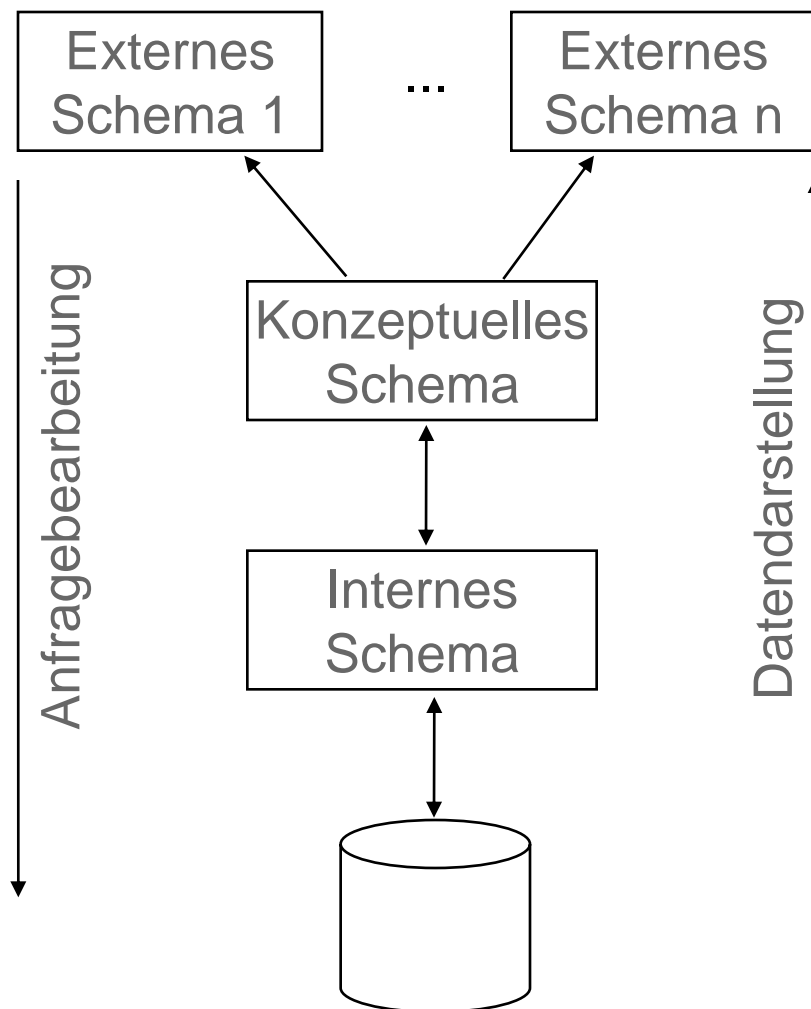 Externes
Schema 1
...
Externes
Schema n
Anfragebearbeitung
Konzeptuelles
Schema
Datendarstellung
Internes
Schema